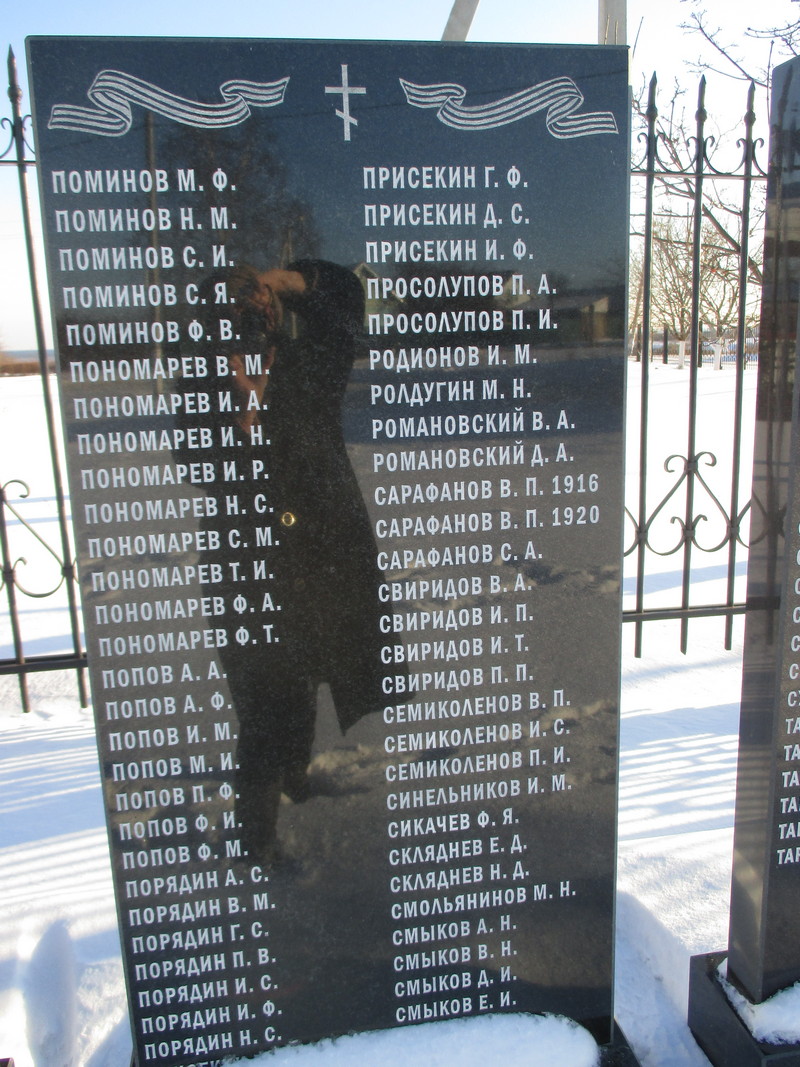 ПОМИНОВ М. Ф.
ПОМИНОВ Н. М.
ПОМИНОВ С. И.
ПОМИНОВ С. Я.
ПОМИНОВ Ф. В.
ПОНОМАРЕВ В. М.
ПОНОМАРЕВ И. А.
ПОНОМАРЕВ И. Н.
ПОНОМАРЕВ И. Р.
ПОНОМАРЕВ Н. С.
ПОНОМАРЕВ С. М.
ПОНОМАРЕВ Т. И.
ПОНОМАРЕВ Ф. А.
ПОНОМАРЕВ Ф. Т.
ПОПОВ А. А.
ПОПОВ А. Ф.
ПОПОВ И. М.
ПОПОВ М. И.
ПОПОВ П. Ф.
ПОПОВ Ф. И.
ПОПОВ Ф. М.
ПОРЯДИН А. С.
ПОРЯДИН В. М.
ПОРЯДИН Г. С.
ПОРЯДИН П. В.
ПОРЯДИН И. С.
ПОРЯДИН И. Ф.
ПОРЯДИН Н. С.
ПРИСЕКИН Г. Ф.
ПРИСЕКИН Д. С.
ПРИСЕКИН И. Ф.
ПРОСОЛУПОВ П. А.
ПРОСОЛУПОВ П. И.
РОДИОНОВ И. М.
РОЛДУГИН М. Н.
РОМАНОВСКИЙ В. А.
РОМАНОВСКИЙ Д. А.
САРАФАНОВ В. П. 1916
САРАФАНОВ В. П. 1920
САРАФАНОВ С. А.
СВИРИДОВ В. А.
СВИРИДОВ И. П.
СВИРИДОВ И. Т.
СВИРИДОВ П. П.
СЕМИКОЛЕНОВ В. П.
СЕМИКОЛЕНОВ И. С.
СЕМИКОЛЕНОВ П. И.
СИНЕЛЬНИКОВ И. М.
СИКАЧЕВ Ф. Я.
СКЛЯДНЕВ Е. Д.
СКЛЯДНЕВ Н. Д.
СМОЛЬЯНИНОВ М. Н.
СМЫКОВ А. Н.
СМЫКОВ В. Н.
СМЫКОВ Д. И.
СМЫКОВ Е. И.